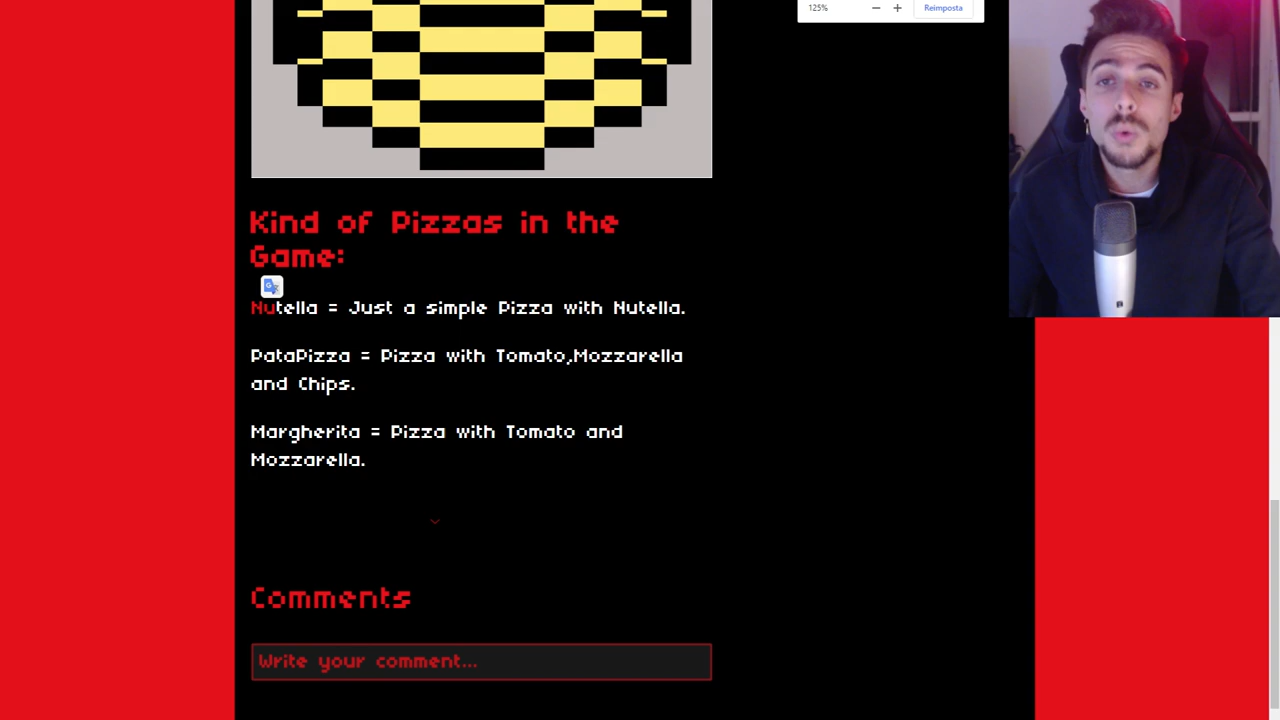 125%
Reimposta
Kind of Pizzas in the
Game:
Nutella = Just a simple Pizza with Nutella.
PataPizza = Pizza with Tomato,Mozzarella
and Chips.
Margherita = Pizza with Tomato and
Mozzarella.
Comments
Write your comment...